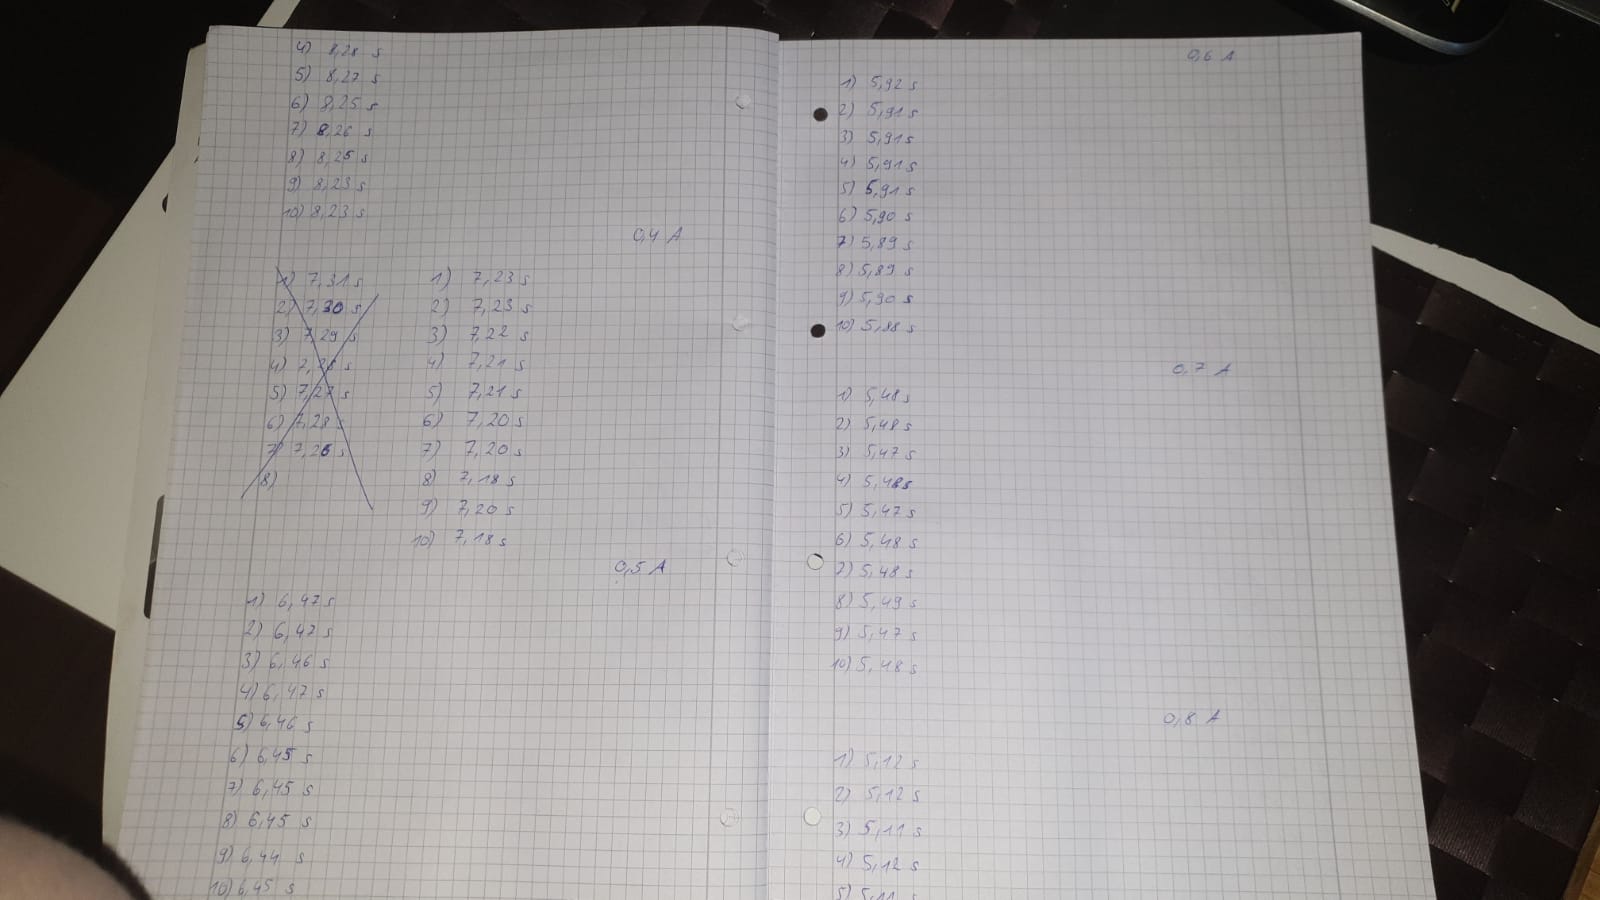 4) 8,28 s
5) 8,27 s
6) 8,25 s
7) 8,26 s
8) 8,25 s
9) 8,23 s
10) 8,23 s
0,4 A
1) 7,31 s
2) 7,30 s
3) 7,29 s
4) 7,28 s
5) 7,27 s
6) 7,28 s
7) 7,26 s
8)
1) 7,23 s
2) 7,23 s
3) 7,22 s
4) 7,21 s
5) 7,21 s
6) 7,20 s
7) 7,20 s
8) 7,18 s
9) 7,20 s
10) 7,18 s
0,5 A
1) 6,47 s
2) 6,47 s
3) 6,46 s
4) 6,47 s
5) 6,46 s
6) 6,45 s
7) 6,45 s
8) 6,45 s
9) 6,44 s
10) 6,45 s
0,6 A
1) 5,92 s
2) 5,91 s
3) 5,91 s
4) 5,91 s
5) 5,91 s
6) 5,90 s
7) 5,89 s
8) 5,89 s
9) 5,90 s
10) 5,88 s
0,7 A
1) 5,48 s
2) 5,48 s
3) 5,47 s
4) 5,48 s
5) 5,47 s
6) 5,48 s
7) 5,48 s
8) 5,49 s
9) 5,47 s
10) 5,48 s
0,8 A
1) 5,12 s
2) 5,12 s
3) 5,11 s
4) 5,12 s
5) 5,11 s